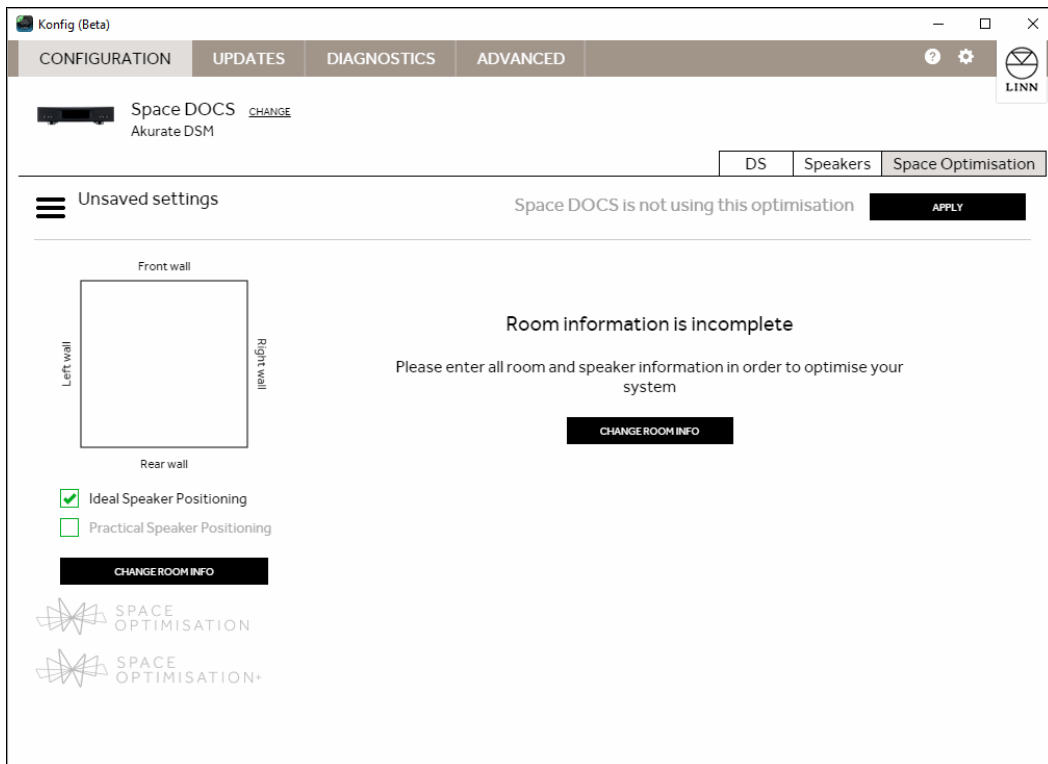 Konfig (Beta)
CONFIGURATION UPDATES DIAGNOSTICS ADVANCED ?
LINN
Space DOCS CHANGE
Akurate DSM
DS Speakers Space Optimisation
Unsaved settings Space DOCS is not using this optimisation APPLY
Front wall
Left wall
Right wall
Rear wall
Room information is incomplete
Please enter all room and speaker information in order to optimise your
system
CHANGE ROOM INFO
Ideal Speaker Positioning
Practical Speaker Positioning
CHANGE ROOM INFO
SPACE
OPTIMISATION
SPACE
OPTIMISATION+